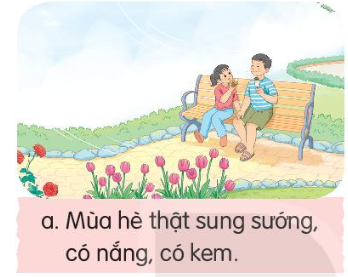 a. Mùa hè thật sung sướng,
có nắng, có kem.